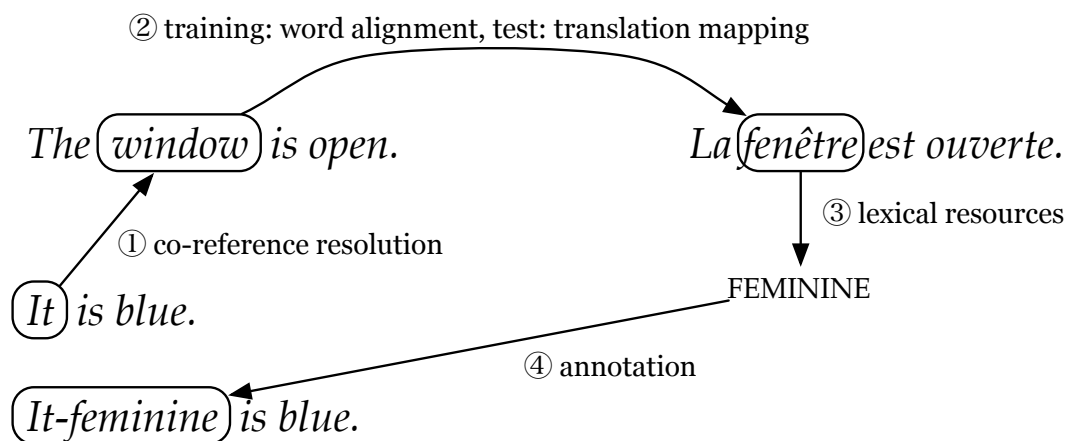 ② training: word alignment, test: translation mapping
The window is open.
La fenêtre est ouverte.
③ lexical resources
① co-reference resolution
FEMININE
It is blue.
④ annotation
It-feminine is blue.